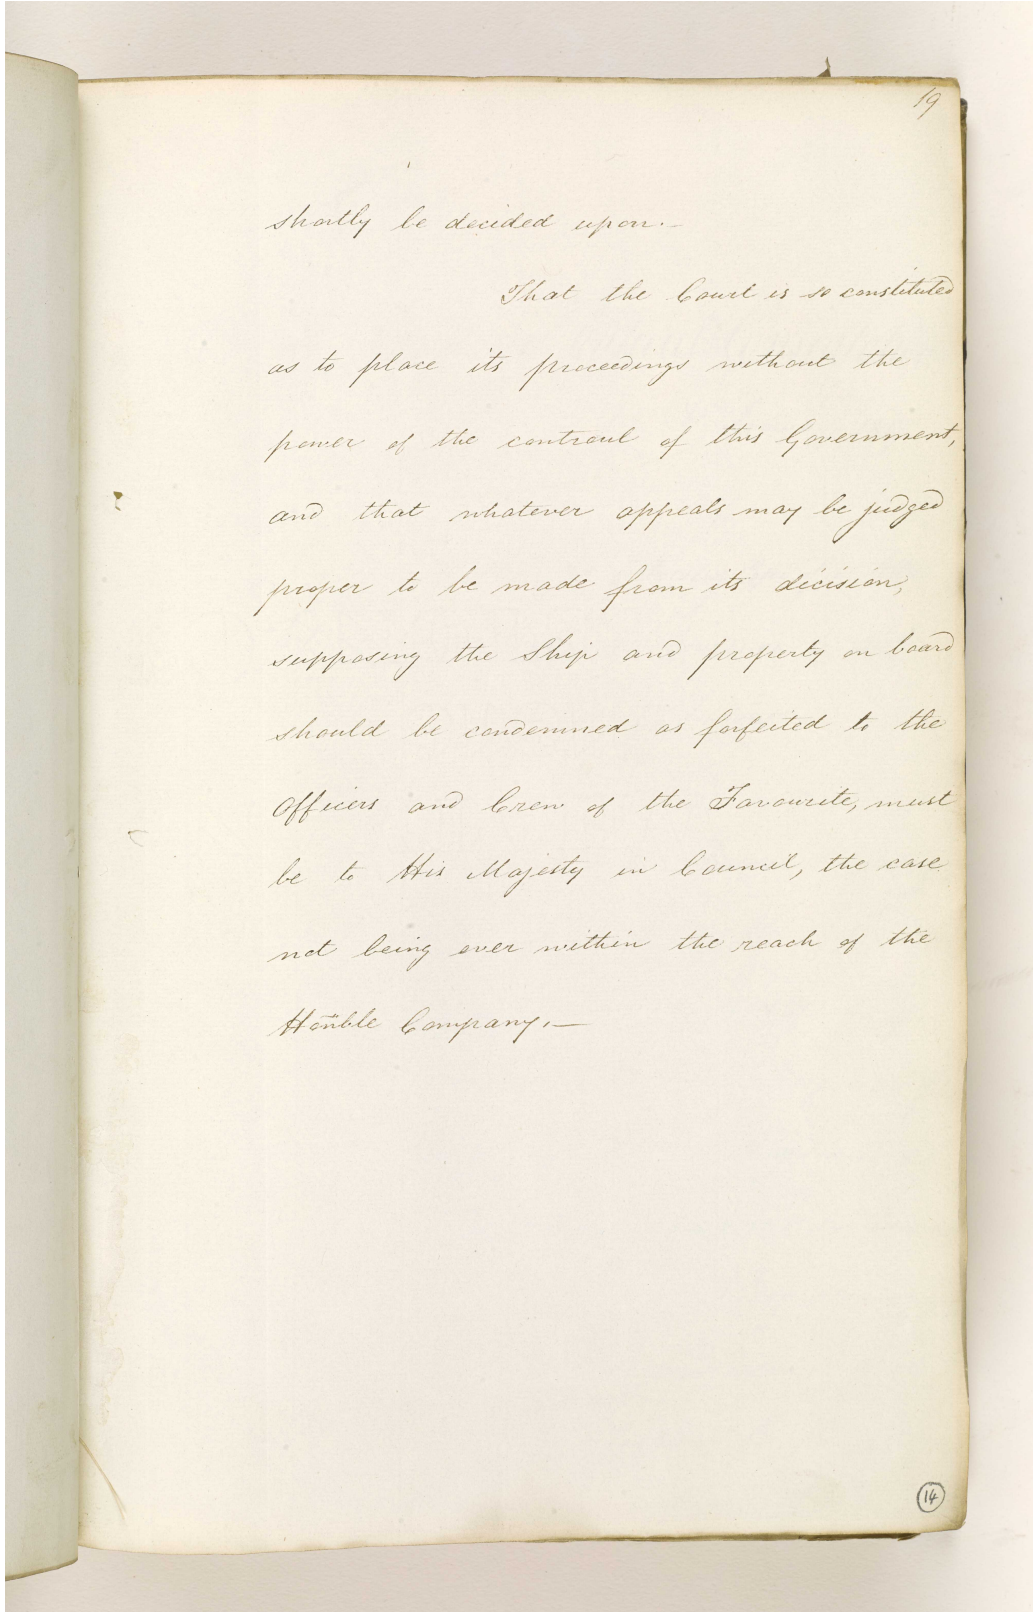 19
shortly be decided upon.—
That the Court is so constituted
as to place its proceedings without the
power of the controul of this Government,
and that whatever appeals may be judged
proper to be made from its décision,
supposing the Ship and property on board
should be condemned as forfeited to the
Officers and Crew of the Favourite, must
be to His Majesty in Council, the case
not being ever within the reach of the
Honble Company.—
14